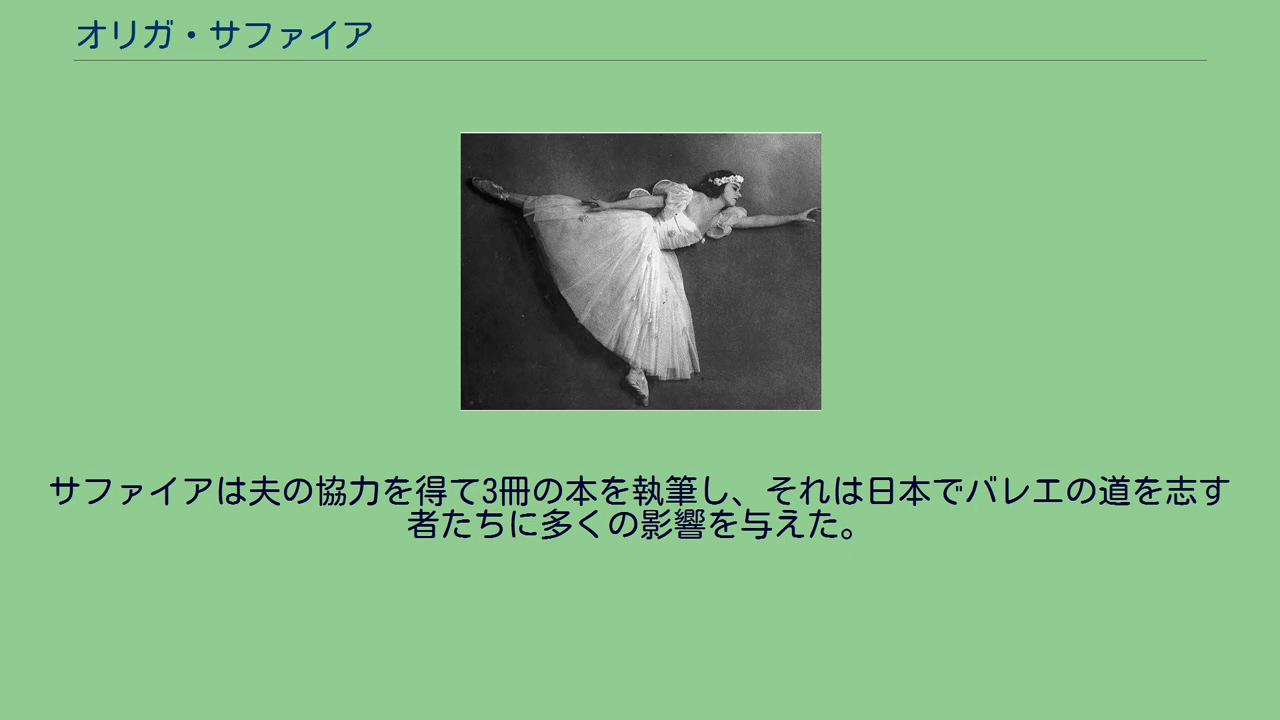 オリガ・サファイア
サファイアは夫の協力を得て3冊の本を執筆し、それは日本でバレエの道を志す
者たちに多くの影響を与えた。